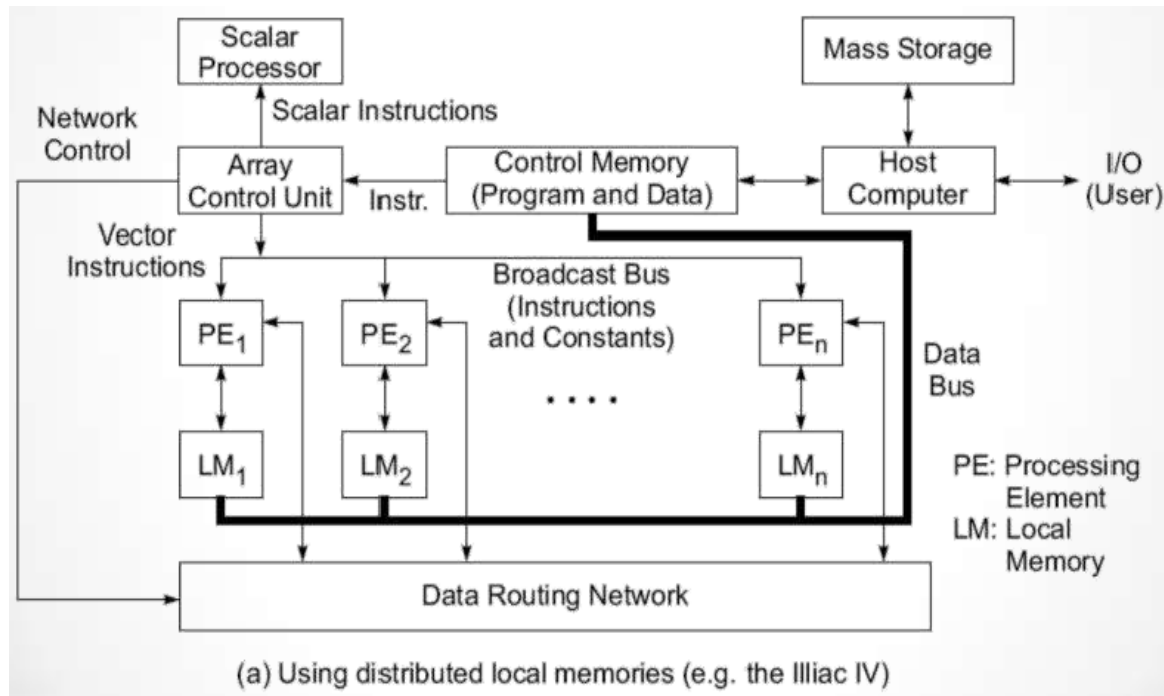 Scalar
Processor
Mass Storage
Scalar Instructions
Network
Control
Array
Control Unit
Instr.
Control Memory
(Program and Data)
Host
Computer
I/O
(User)
Vector
Instructions
Broadcast Bus
(Instructions
and Constants)
PE1
PE2
PEn
Data
Bus
. . . .
LM1
LM2
LMn
PE: Processing
Element
LM: Local
Memory
Data Routing Network
(a) Using distributed local memories (e.g. the Illiac IV)